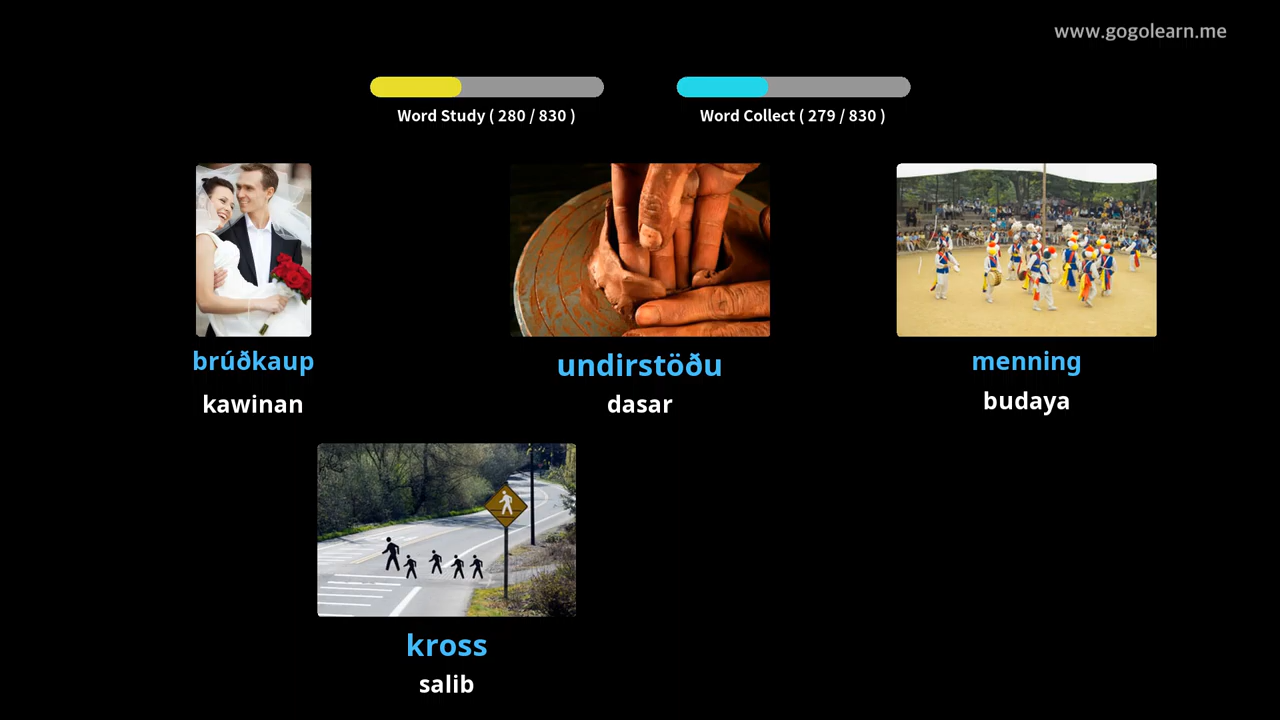 www.gogolearn.me
Word Study ( 280 / 830 )
Word Collect ( 279 / 830 )
brúðkaup
kawinan
undirstöðu
dasar
menning
budaya
kross
salib